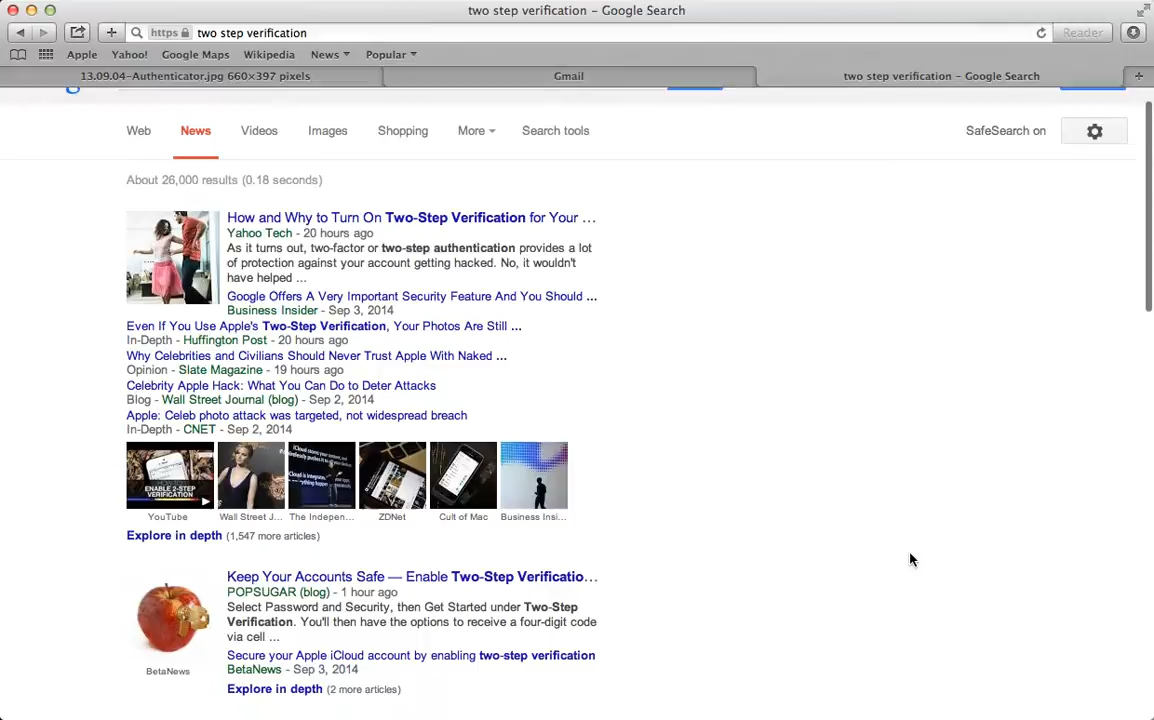 two step verification – Google Search
https two step verification
Reader
Apple Yahoo! Google Maps Wikipedia News Popular
13.09.04-Authenticator.jpg 660×397 pixels
Gmail
two step verification – Google Search
Web News Videos Images Shopping More Search tools
SafeSearch on
About 26,000 results (0.18 seconds)
How and Why to Turn On Two-Step Verification for Your ...
Yahoo Tech - 20 hours ago
As it turns out, two-factor or two-step authentication provides a lot
of protection against your account getting hacked. No, it wouldn't
have helped ...
Google Offers A Very Important Security Feature And You Should ...
Business Insider - Sep 3, 2014
Even If You Use Apple's Two-Step Verification, Your Photos Are Still ...
In-Depth - Huffington Post - 20 hours ago
Why Celebrities and Civilians Should Never Trust Apple With Naked ...
Opinion - Slate Magazine - 19 hours ago
Celebrity Apple Hack: What You Can Do to Deter Attacks
Blog - Wall Street Journal (blog) - Sep 2, 2014
Apple: Celeb photo attack was targeted, not widespread breach
In-Depth - CNET - Sep 2, 2014
ENABLE 2-STEP
VERIFICATION
YouTube
Wall Street J...
The Indepen...
ZDNet
Cult of Mac
Business Insi...
Explore in depth (1,547 more articles)
Keep Your Accounts Safe — Enable Two-Step Verificatio...
POPSUGAR (blog) - 1 hour ago
Select Password and Security, then Get Started under Two-Step
Verification. You'll then have the options to receive a four-digit code
via cell ...
BetaNews
Secure your Apple iCloud account by enabling two-step verification
BetaNews - Sep 3, 2014
Explore in depth (2 more articles)